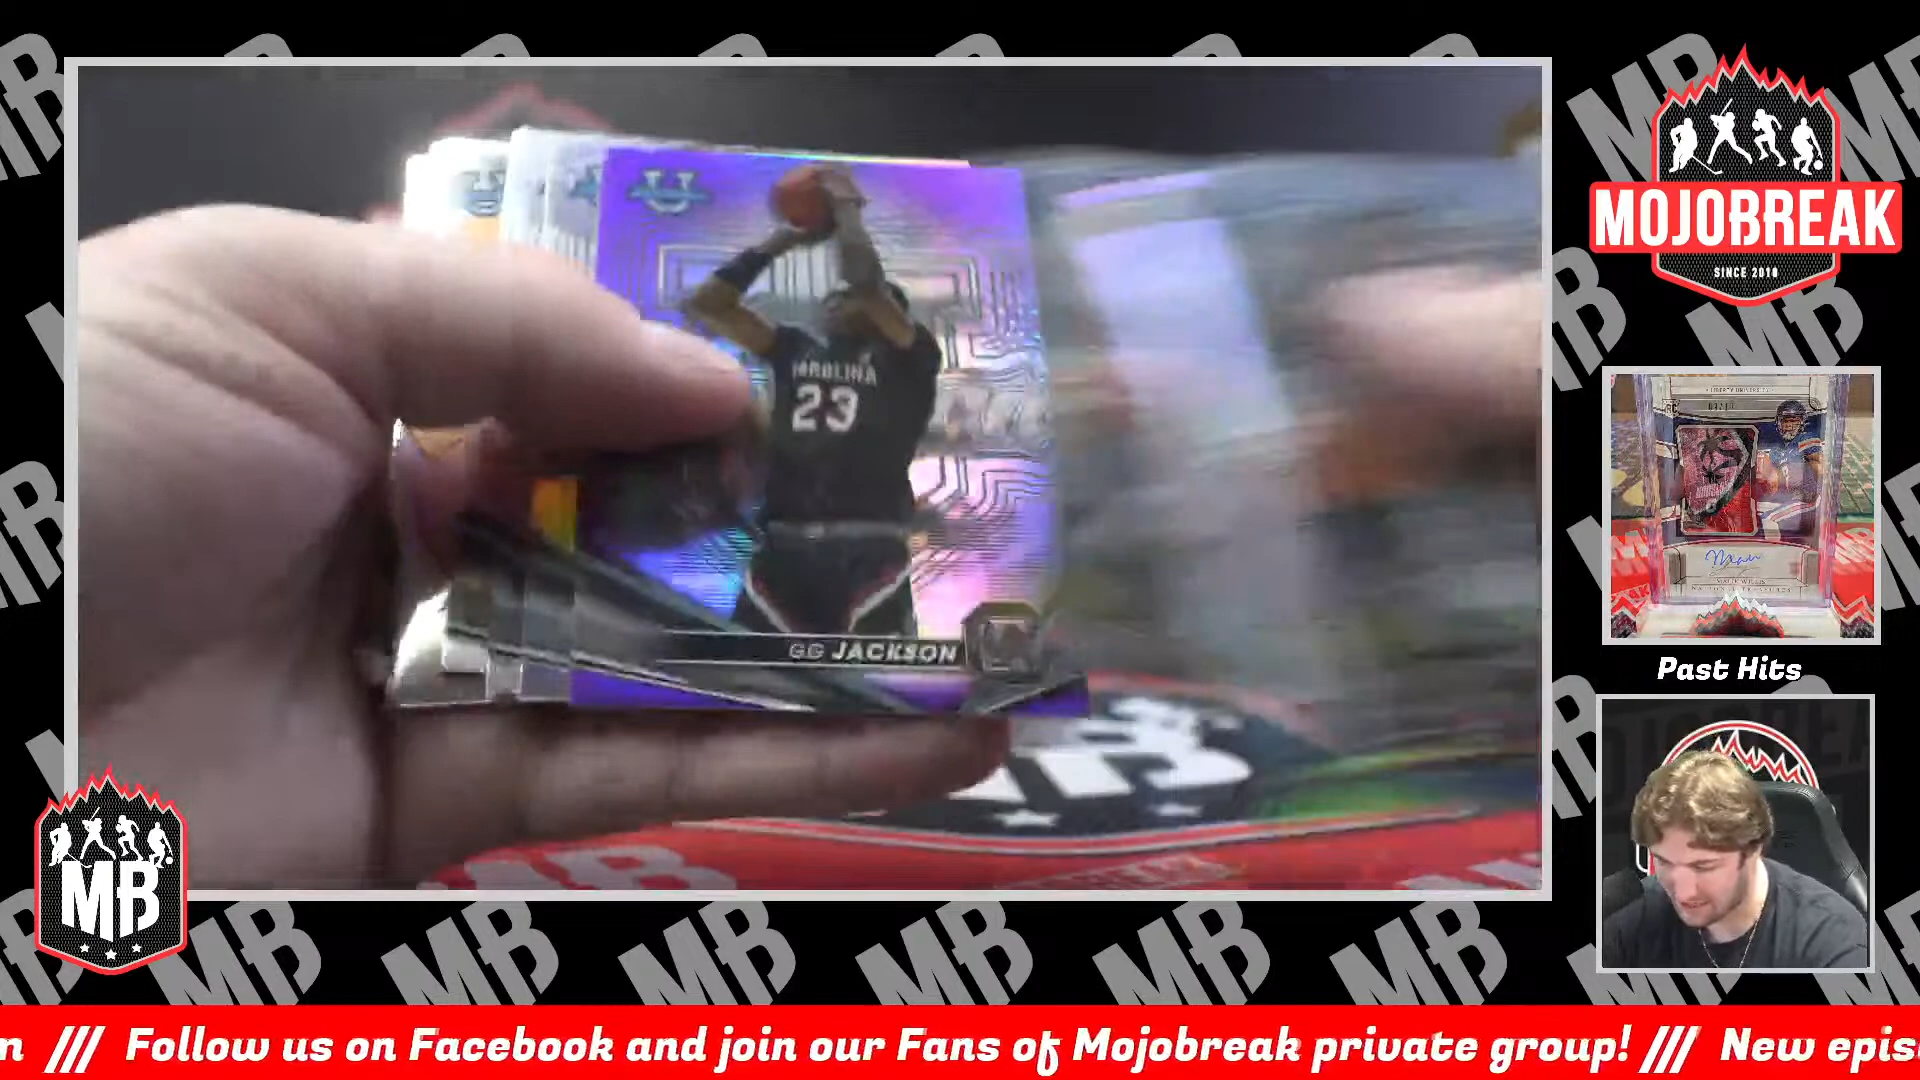 MOJOBREAK
SINCE 2018
23
GG JACKSON
Past Hits
MB
n /// Follow us on Facebook and join our Fans of Mojobreak private group! /// New epis